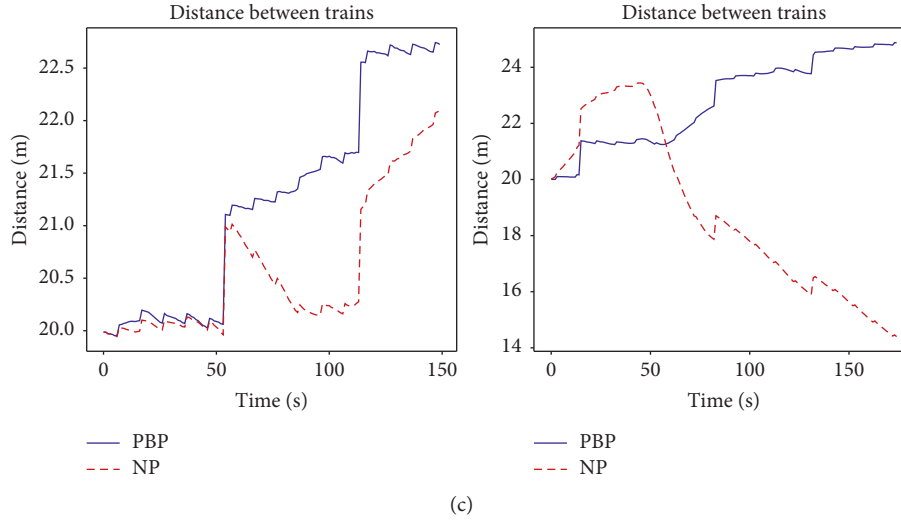 Distance between trains
22.5
22.0
21.5
21.0
20.5
20.0
Distance (m)
0
50
100
150
Time (s)
PBP
NP
Distance between trains
24
22
20
18
16
14
Distance (m)
0
50
100
150
Time (s)
PBP
NP
(c)